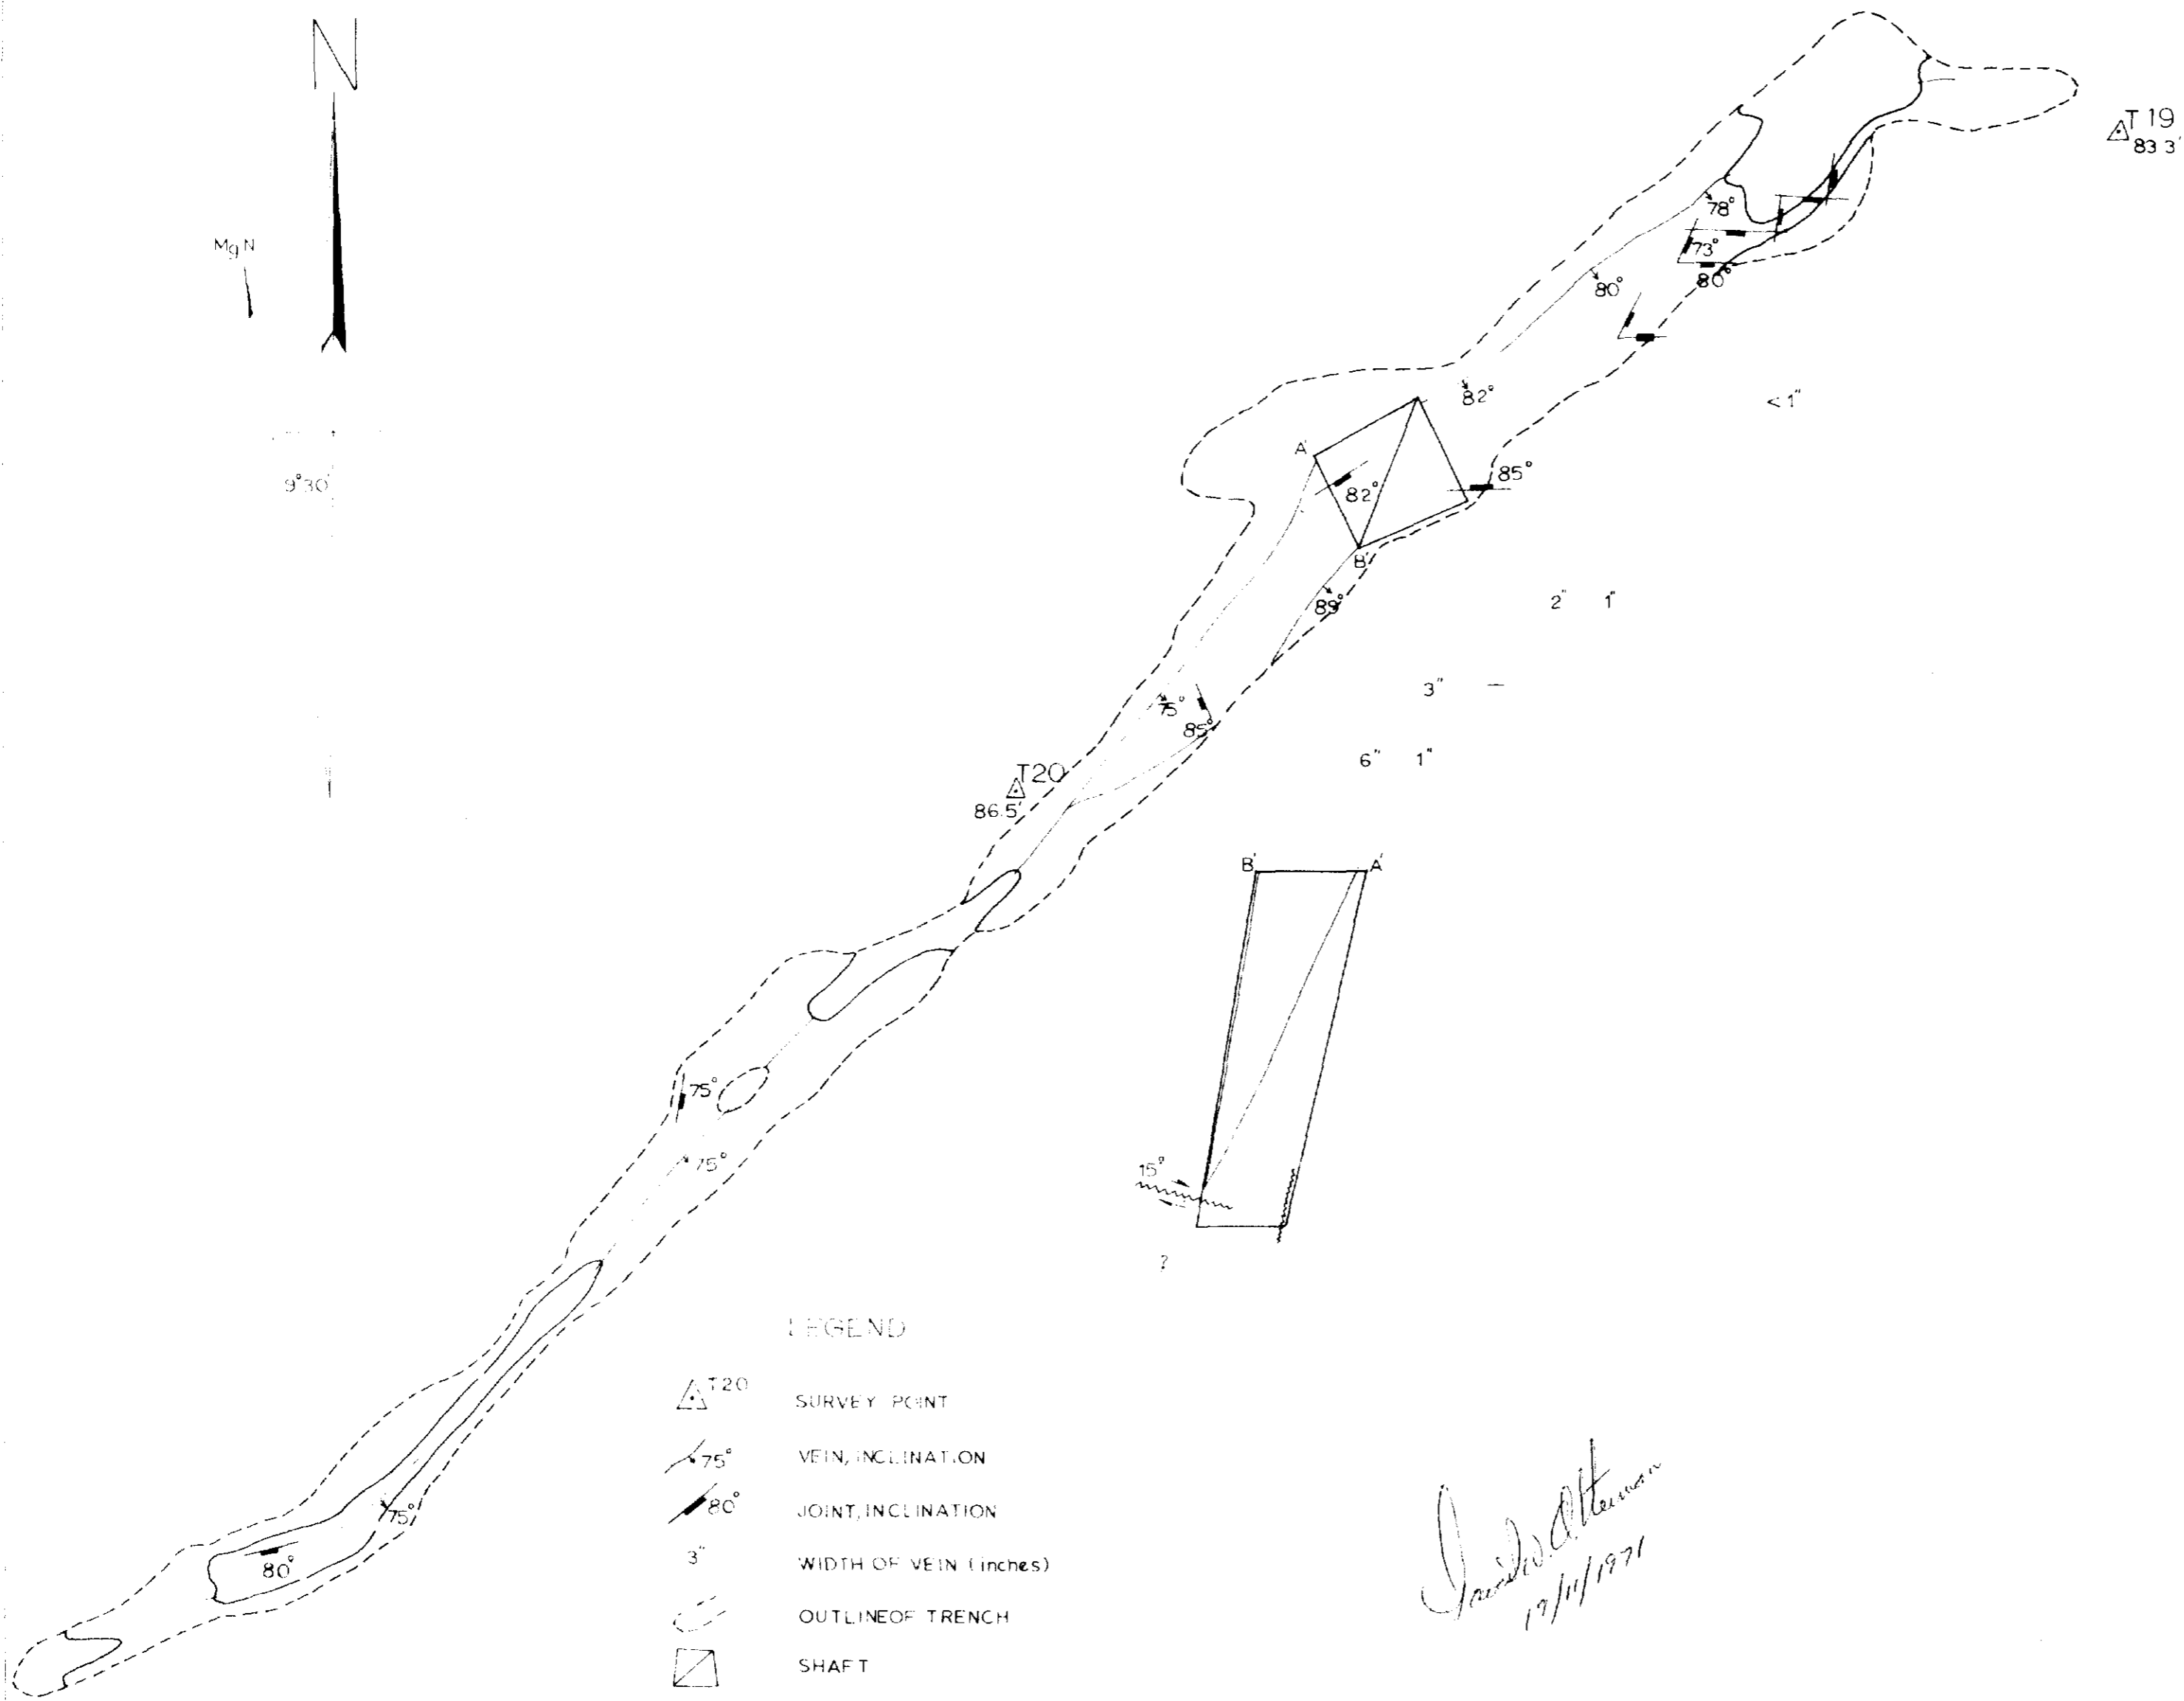 N
T 19
83 3'
78°
MgN
73°
80°
80°
82°
<1"
A'
85°
9°30'
82°
B'
89°
2" 1"
75°
3" —
85°
6" 1"
T20
86.5'
B' A'
75°
75°
15°
?
LEGEND
T20 SURVEY POINT
75° VEIN, INCLINATION
80° JOINT, INCLINATION
75°
3" WIDTH OF VEIN (inches)
80°
OUTLINE OF TRENCH
SHAFT
17/11/1971